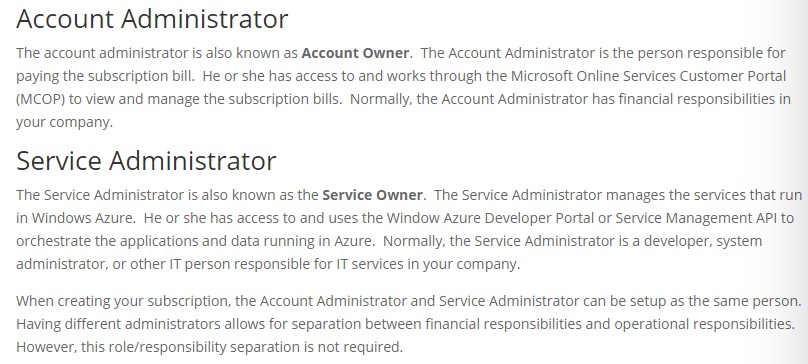 Account Administrator
The account administrator is also known as Account Owner.  The Account Administrator is the person responsible for
paying the subscription bill.  He or she has access to and works through the Microsoft Online Services Customer Portal
(MCOP) to view and manage the subscription bills.  Normally, the Account Administrator has financial responsibilities in
your company.
Service Administrator
The Service Administrator is also known as the Service Owner.  The Service Administrator manages the services that run
in Windows Azure.  He or she has access to and uses the Window Azure Developer Portal or Service Management API to
orchestrate the applications and data running in Azure.  Normally, the Service Administrator is a developer, system
administrator, or other IT person responsible for IT services in your company.
When creating your subscription, the Account Administrator and Service Administrator can be setup as the same person.
Having different administrators allows for separation between financial responsibilities and operational responsibilities.
However, this role/responsibility separation is not required.